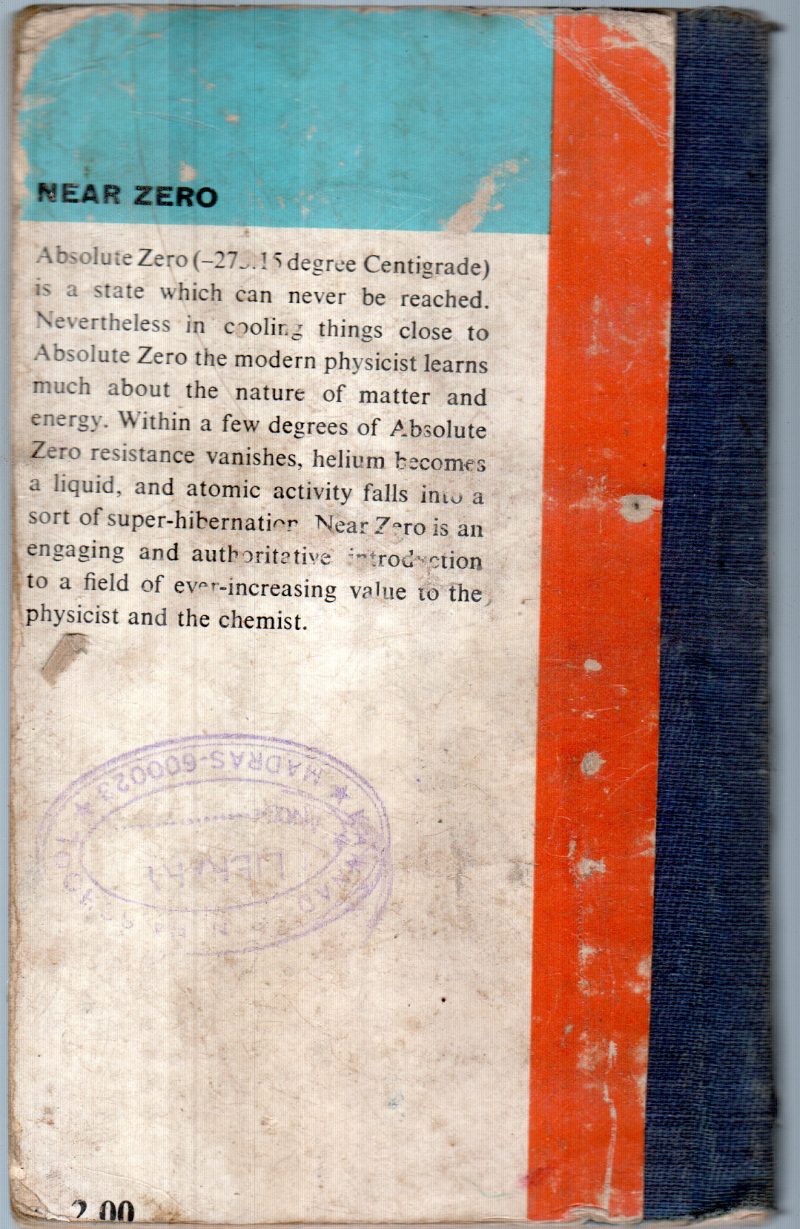 NEAR ZERO
Absolute Zero (–273.15 degree Centigrade)
is a state which can never be reached.
Nevertheless in cooling things close to
Absolute Zero the modern physicist learns
much about the nature of matter and
energy. Within a few degrees of Absolute
Zero resistance vanishes, helium becomes
a liquid, and atomic activity falls into a
sort of super-hibernation Near Zero is an
engaging and authoritative introduction
to a field of ever-increasing value to the
physicist and the chemist.
MADRAS-600023
LIBRARY
2.00